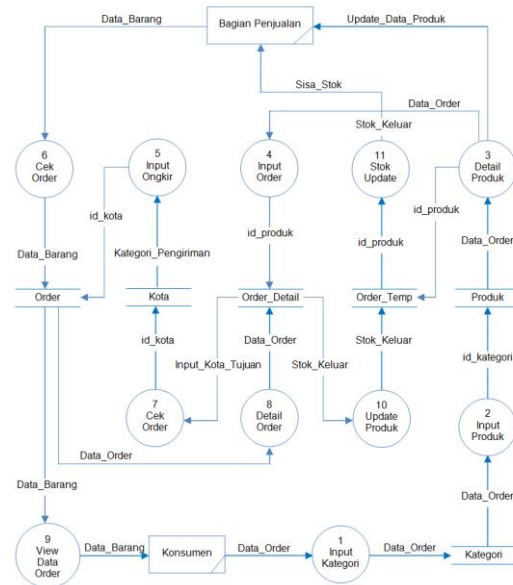 Data_Barang
Bagian Penjualan
Update_Data_Produk
Sisa_Stok
Data_Order
Stok_Keluar
6
Cek
Order
5
Input
Ongkir
4
Input
Order
11
Stok
Update
3
Detail
Produk
id_kota
id_produk
id_produk
id_produk
Data_Order
Data_Barang
Kategori_Pengiriman
Order
Kota
Order_Detail
Order_Temp
Produk
id_kota
Input_Kota_Tujuan
Data_Order
Stok_Keluar
Stok_Keluar
id_kategori
7
Cek
Order
8
Detail
Order
10
Update
Produk
2
Input
Produk
Data_Order
Data_Barang
Data_Order
9
View
Data
Order
Data_Barang
Konsumen
Data_Order
1
Input
Kategori
Data_Order
Kategori